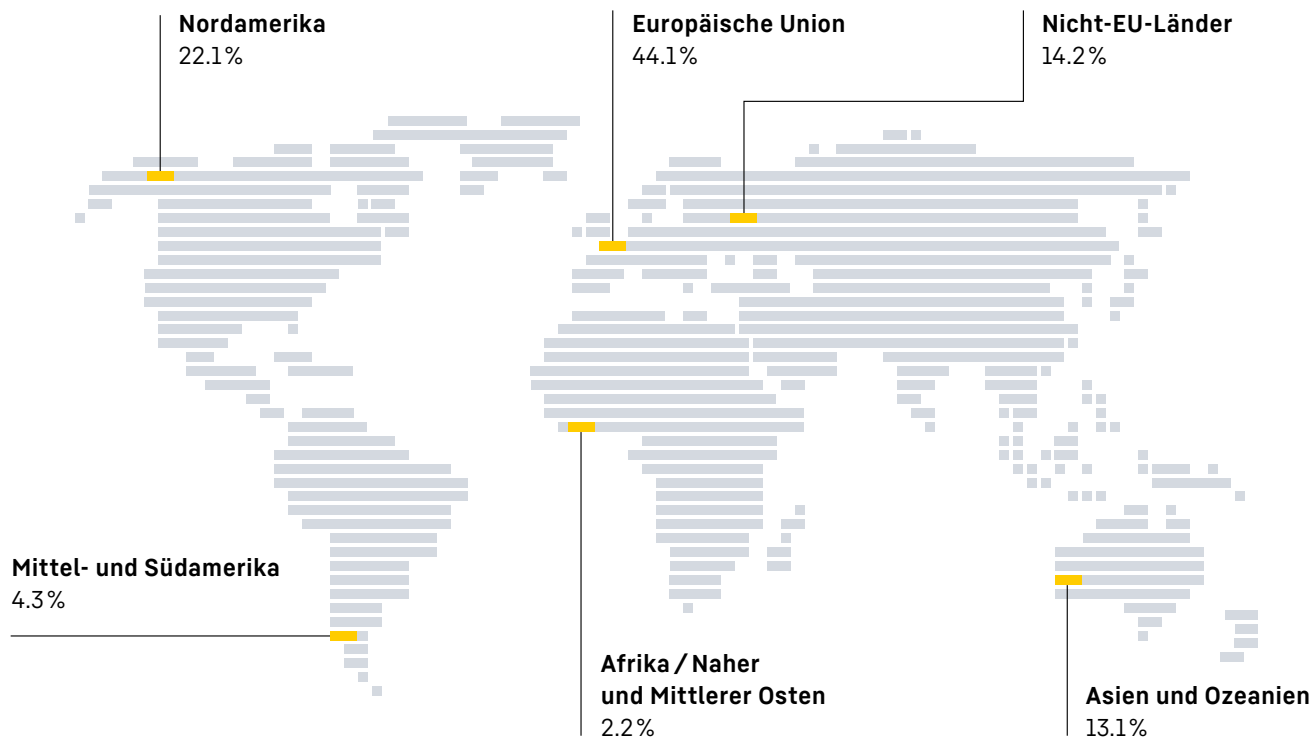 Nordamerika
22.1%
Europäische Union
44.1%
Nicht-EU-Länder
14.2%
Mittel- und Südamerika
4.3%
Afrika / Naher
und Mittlerer Osten
2.2%
Asien und Ozeanien
13.1%